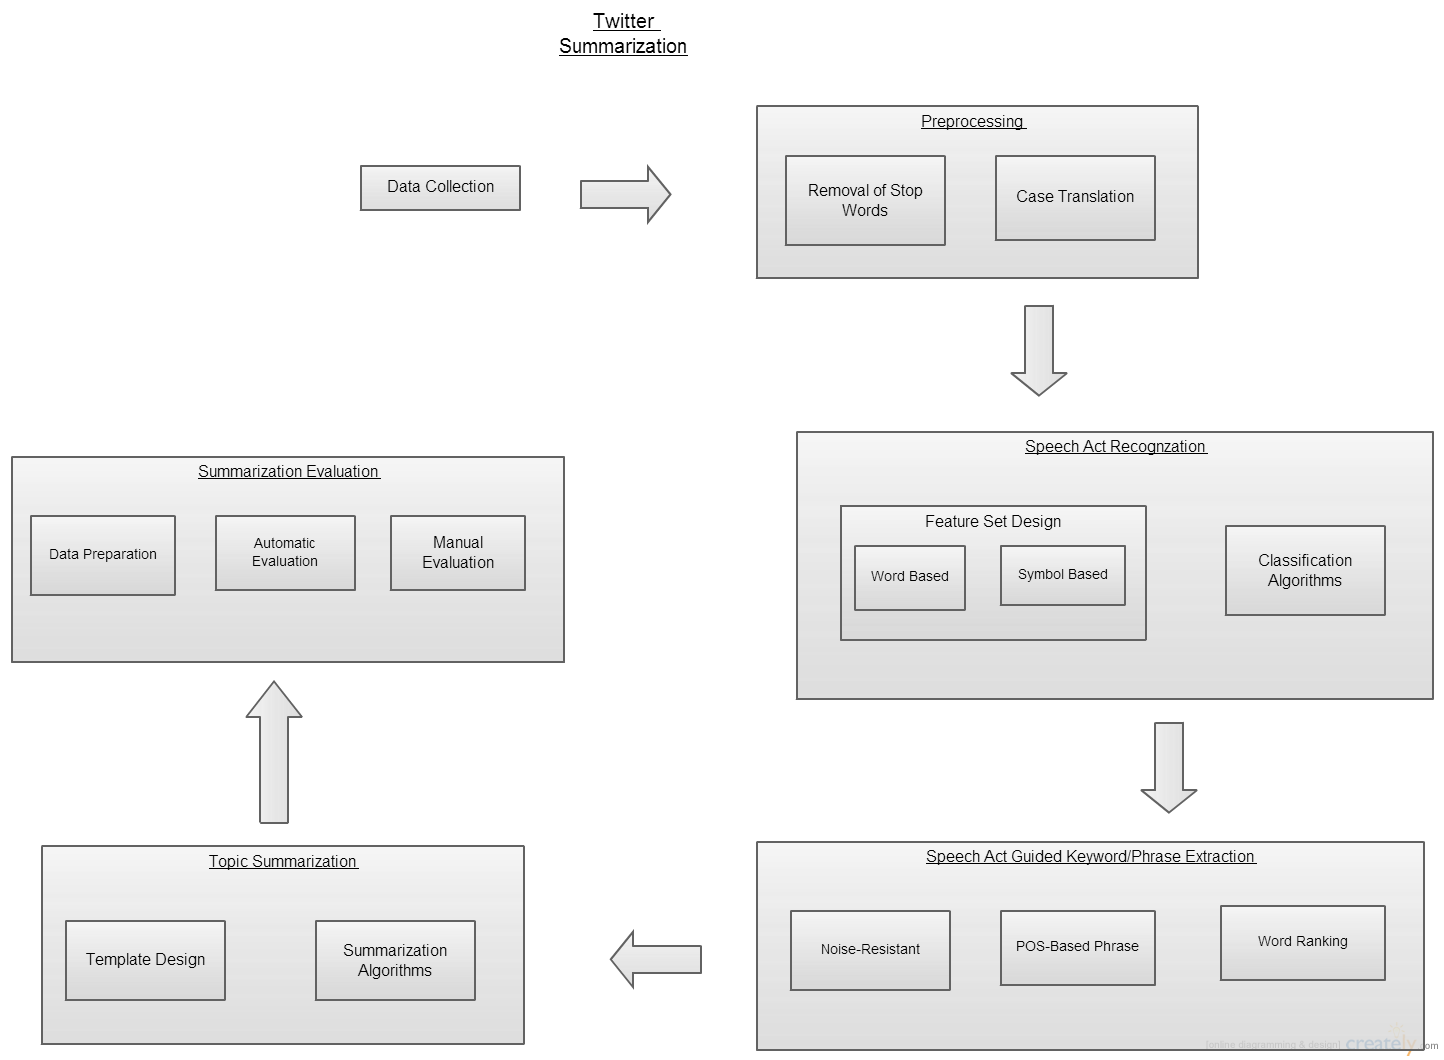 Twitter
Summarization
Data Collection
Preprocessing
Removal of Stop
Words
Case Translation
Speech Act Recognzation
Feature Set Design
Word Based
Symbol Based
Classification
Algorithms
Summarization Evaluation
Data Preparation
Automatic
Evaluation
Manual
Evaluation
Topic Summarization
Template Design
Summarization
Algorithms
Speech Act Guided Keyword/Phrase Extraction
Noise-Resistant
POS-Based Phrase
Word Ranking
[online diagramming & design] creately.com